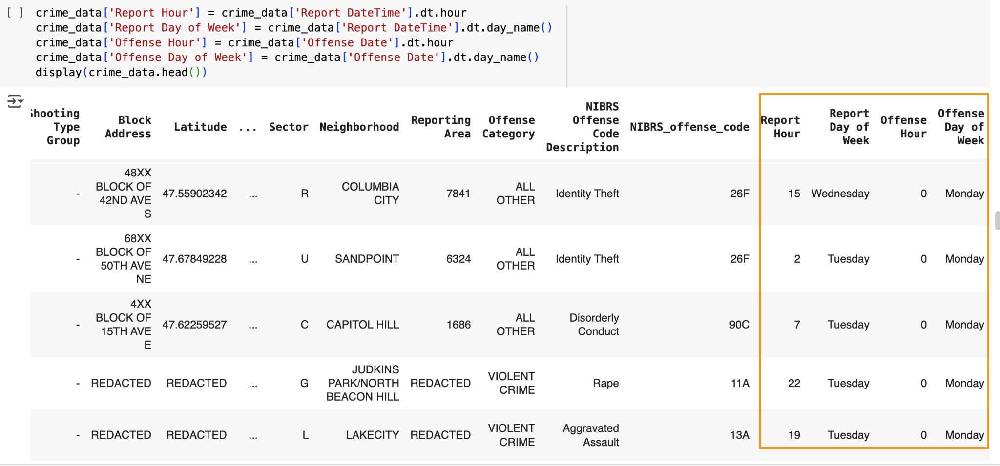 [ ] crime_data['Report Hour'] = crime_data['Report DateTime'].dt.hour
crime_data['Report Day of Week'] = crime_data['Report DateTime'].dt.day_name()
crime_data['Offense Hour'] = crime_data['Offense Date'].dt.hour
crime_data['Offense Day of Week'] = crime_data['Offense Date'].dt.day_name()
display(crime_data.head())
Shooting Type Group Block Address Latitude ... Sector Neighborhood Reporting Area Offense Category NIBRS Offense Code Description NIBRS_offense_code Report Hour Report Day of Week Offense Hour Offense Day of Week
- 48XX BLOCK OF 42ND AVE S 47.55902342 ... R COLUMBIA CITY 7841 ALL OTHER Identity Theft 26F 15 Wednesday 0 Monday
- 68XX BLOCK OF 50TH AVE NE 47.67849228 ... U SANDPOINT 6324 ALL OTHER Identity Theft 26F 2 Tuesday 0 Monday
- 4XX BLOCK OF 15TH AVE E 47.62259527 ... C CAPITOL HILL 1686 ALL OTHER Disorderly Conduct 90C 7 Tuesday 0 Monday
- REDACTED REDACTED ... G JUDKINS PARK/NORTH BEACON HILL REDACTED VIOLENT CRIME Rape 11A 22 Tuesday 0 Monday
- REDACTED REDACTED ... L LAKECITY REDACTED VIOLENT CRIME Aggravated Assault 13A 19 Tuesday 0 Monday